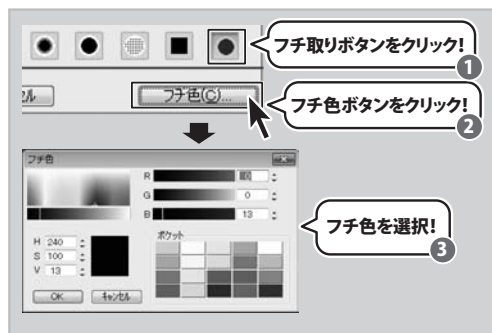 フチ取りボタンをクリック!
1
フチ色(C)...
フチ色ボタンをクリック!
2
フチ色
R
G 0
B 13
H 240
S 100
V 13
ポケット
OK キャンセル
フチ色を選択!
3